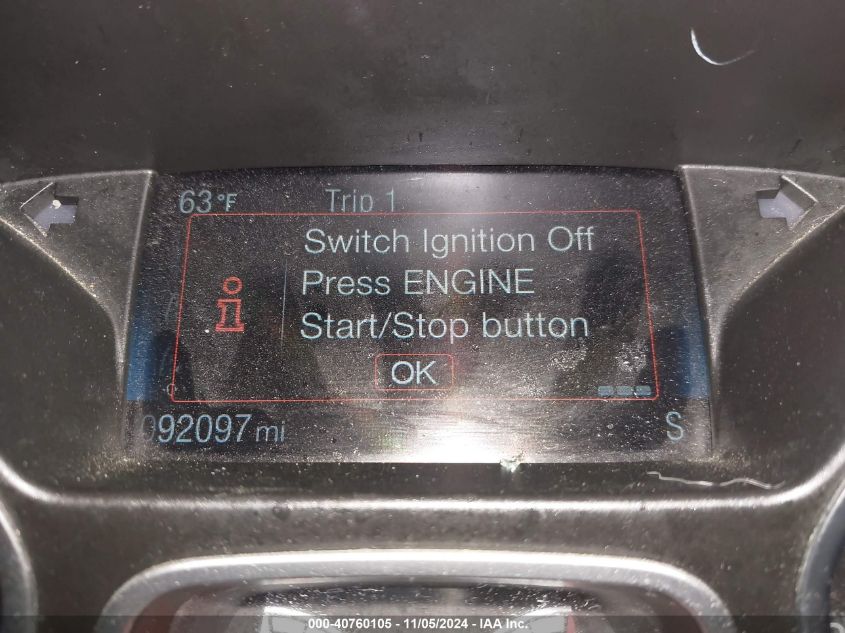 63°F Trip 1
Switch Ignition Off
Press ENGINE
Start/Stop button
OK
092097 mi S
000-40760105 - 11/05/2024 - IAA Inc.